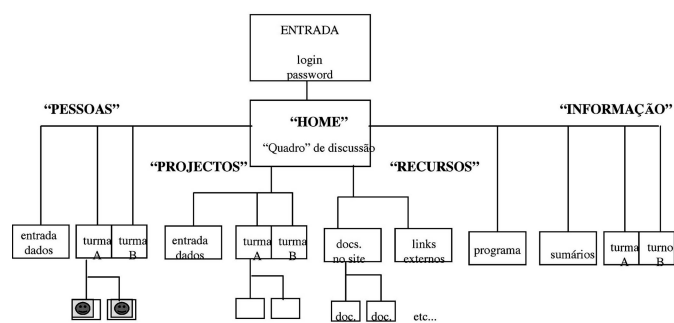 ENTRADA
login
password
“PESSOAS”
“INFORMAÇÃO”
“HOME”
“Quadro” de discussão
“PROJECTOS”
“RECURSOS”
entrada
dados
turma
A
turma
B
entrada
dados
turma
A
turma
B
docs.
no site
links
externos
programa
sumários
turma
A
turno
B
doc.
doc.
etc...